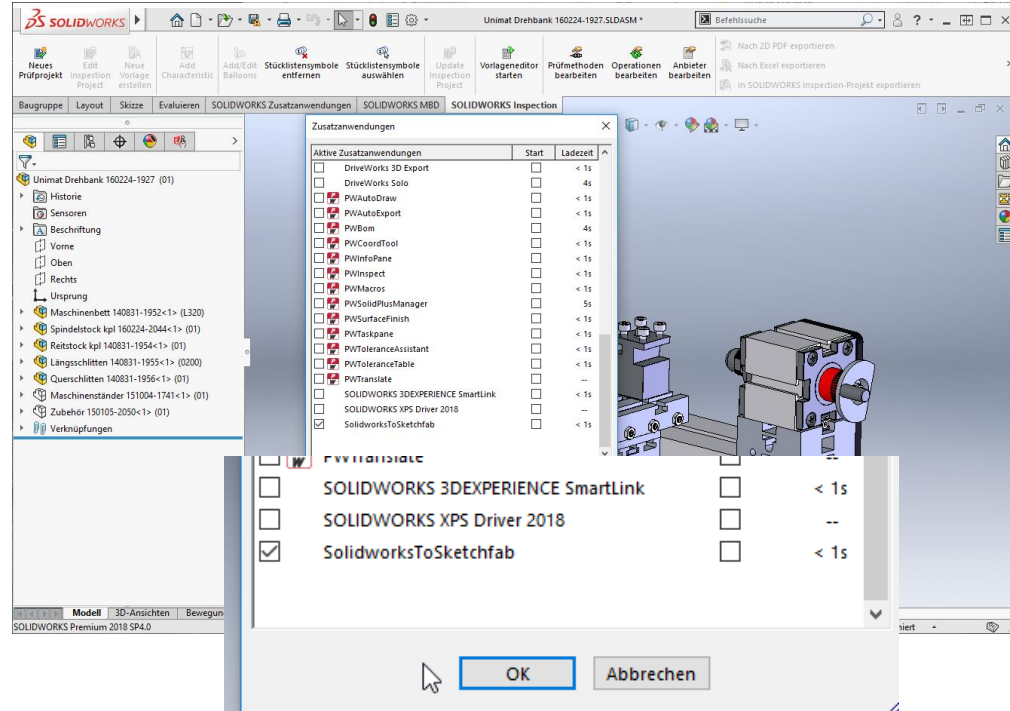 SOLIDWORKS
Unimat Drehbank 160224-1927.SLDASM *
Befehlssuche
Neues Prüfprojekt
Edit Inspection Project
Neue Vorlage erstellen
Add Characteristic
Add/Edit Balloons
Stücklistensymbole entfernen
Stücklistensymbole auswählen
Update Inspection Project
Vorlageneditor starten
Prüfmethoden bearbeiten
Operationen bearbeiten
Anbieter bearbeiten
Nach 2D PDF exportieren
Nach Excel exportieren
In SOLIDWORKS Inspection-Projekt exportieren
Baugruppe Layout Skizze Evaluieren SOLIDWORKS Zusatzanwendungen SOLIDWORKS MBD SOLIDWORKS Inspection
Unimat Drehbank 160224-1927 (01)
Historie
Sensoren
Beschriftung
Vorne
Oben
Rechts
Ursprung
Maschinenbett 140831-1952<1> (L320)
Spindelstock kpl 160224-2044<1> (01)
Reitstock kpl 140831-1954<1> (01)
Längsschlitten 140831-1955<1> (0200)
Querschlitten 140831-1956<1> (01)
Maschinenständer 151004-1741<1> (01)
Zubehör 150105-2050<1> (01)
Verknüpfungen
Zusatzanwendungen
Aktive Zusatzanwendungen Start Ladezeit
DriveWorks 3D Export < 1s
DriveWorks Solo 4s
PWAutoDraw < 1s
PWAutoExport < 1s
PWBom 4s
PWCoordTool < 1s
PWInfoPane < 1s
PWInspect < 1s
PWMacros < 1s
PWSolidPlusManager 5s
PWSurfaceFinish < 1s
PWTaskpane < 1s
PWToleranceAssistant < 1s
PWToleranceTable < 1s
PWTranslate --
SOLIDWORKS 3DEXPERIENCE SmartLink < 1s
SOLIDWORKS XPS Driver 2018 --
SolidworksToSketchfab < 1s
PWTranslate --
SOLIDWORKS 3DEXPERIENCE SmartLink < 1s
SOLIDWORKS XPS Driver 2018 --
SolidworksToSketchfab < 1s
OK Abbrechen
Modell 3D-Ansichten Bewegun
SOLIDWORKS Premium 2018 SP4.0
niert